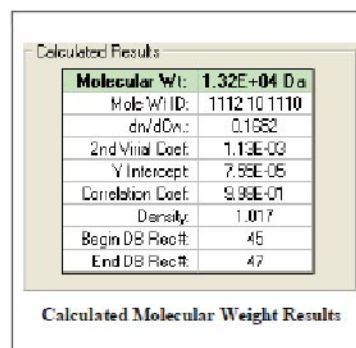 Calculated Results
Molecular Wt: 1.32E+04 Da
Mole Wt ID: 1112 10 1110
dn/dCw.: 0.1652
2nd Virial Coef: 1.13E-03
Y Intercept: 7.55E-05
Correlation Coef: 9.98E-01
Density: 1.017
Begin DB Rec#: 45
End DB Rec#: 47
Calculated Molecular Weight Results